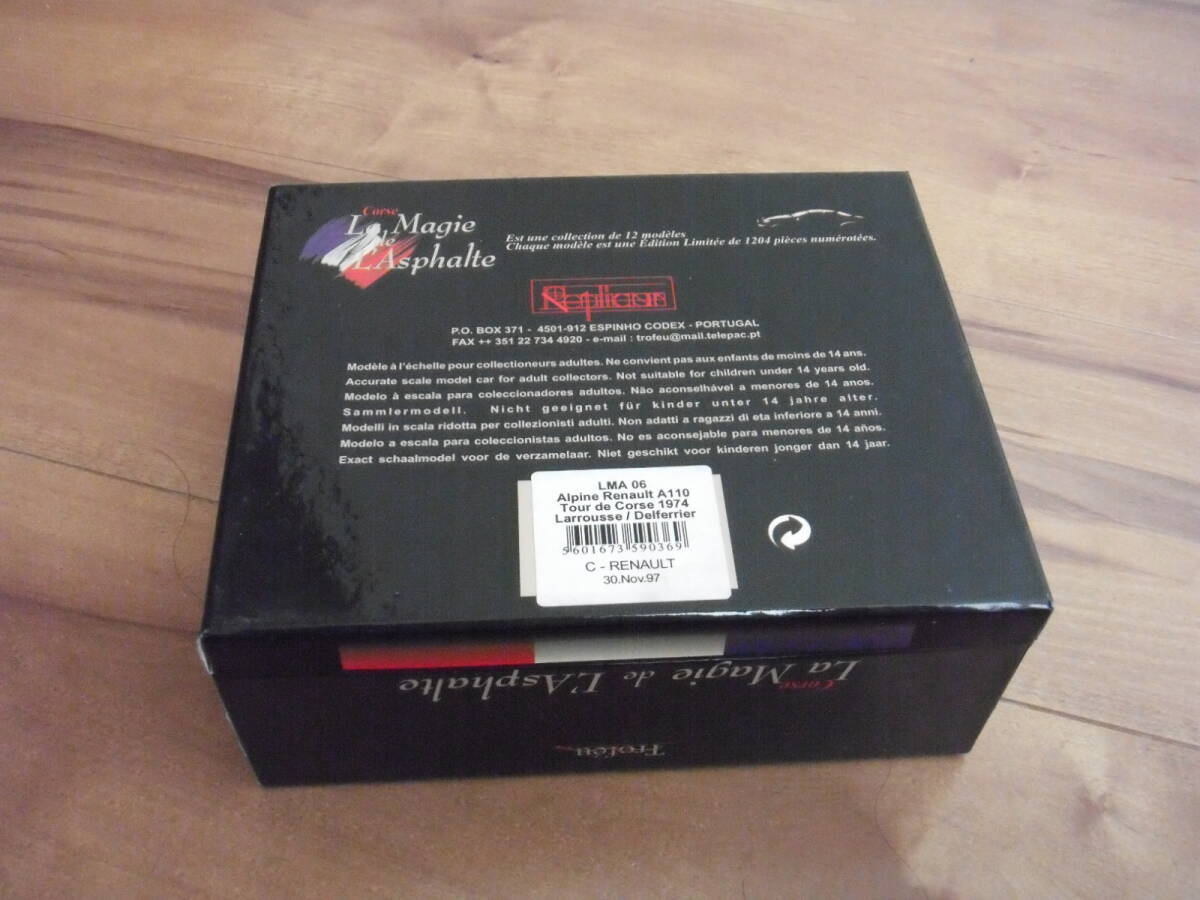 Corse
La Magie
de
L'Asphalte
Est une collection de 12 modèles
Chaque modèle est une Edition Limitée de 1204 pièces numérotées.
Replicars
P.O. BOX 371 - 4501-912 ESPINHO CODEX - PORTUGAL
FAX ++ 351 22 734 4920 - e-mail : trofeu@mail.telepac.pt
Modèle à l'échelle pour collectioneurs adultes. Ne convient pas aux enfants de moins de 14 ans.
Accurate scale model car for adult collectors. Not suitable for children under 14 years old.
Modelo à escala para coleccionadores adultos. Não aconselhável a menores de 14 anos.
Sammlermodell. Nicht geeignet für kinder unter 14 jahre alter.
Modelli in scala ridotta per collezionisti adulti. Non adatti a ragazzi di eta inferiore a 14 anni.
Modelo a escala para coleccionistas adultos. No es aconsejable para menores de 14 años.
Exact schaalmodel voor de verzamelaar. Niet geschikt voor kinderen jonger dan 14 jaar.
LMA 06
Alpine Renault A110
Tour de Corse 1974
Larrousse / Delferrier
5601673 590369
C - RENAULT
30.Nov.97
Corse
La Magie de L'Asphalte
Troféu